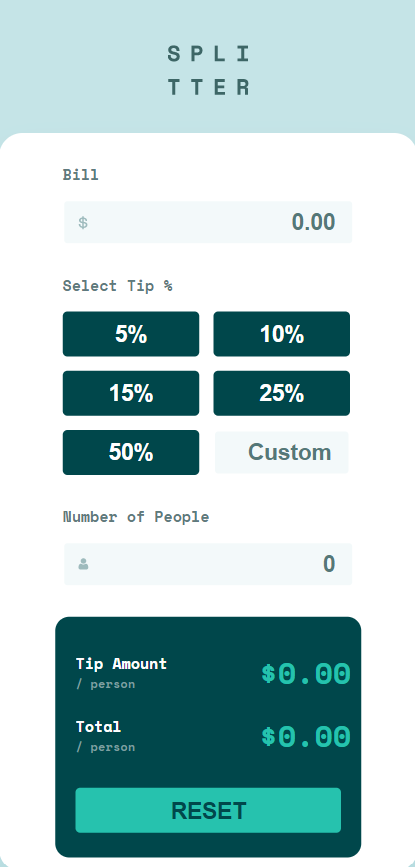 SPLI
TTER
Bill
$ 0.00
Select Tip %
5% 10%
15% 25%
50% Custom
Number of People
0
Tip Amount $0.00
/ person
Total $0.00
/ person
RESET